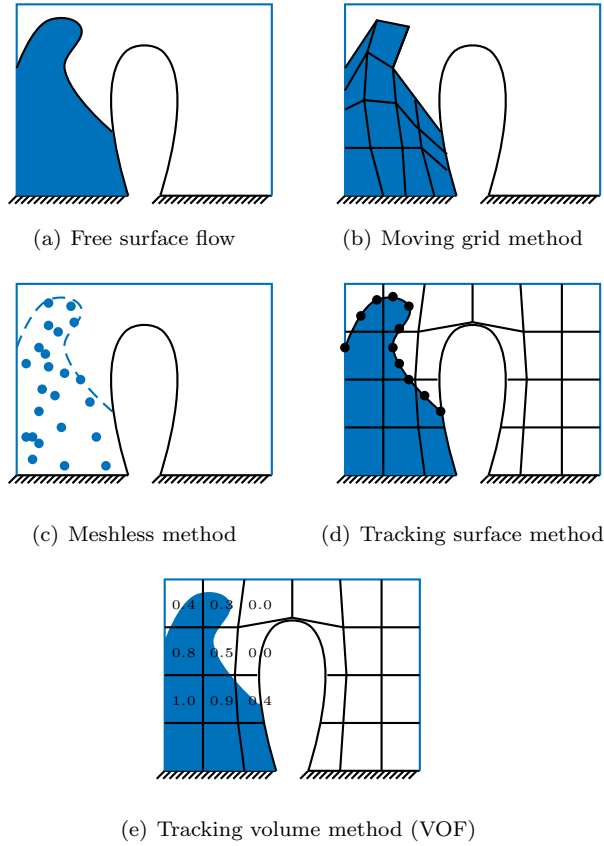 (a) Free surface flow
(b) Moving grid method
(c) Meshless method
(d) Tracking surface method
0.4 0.3 0.0
0.8 0.5 0.0
1.0 0.9 0.4
(e) Tracking volume method (VOF)